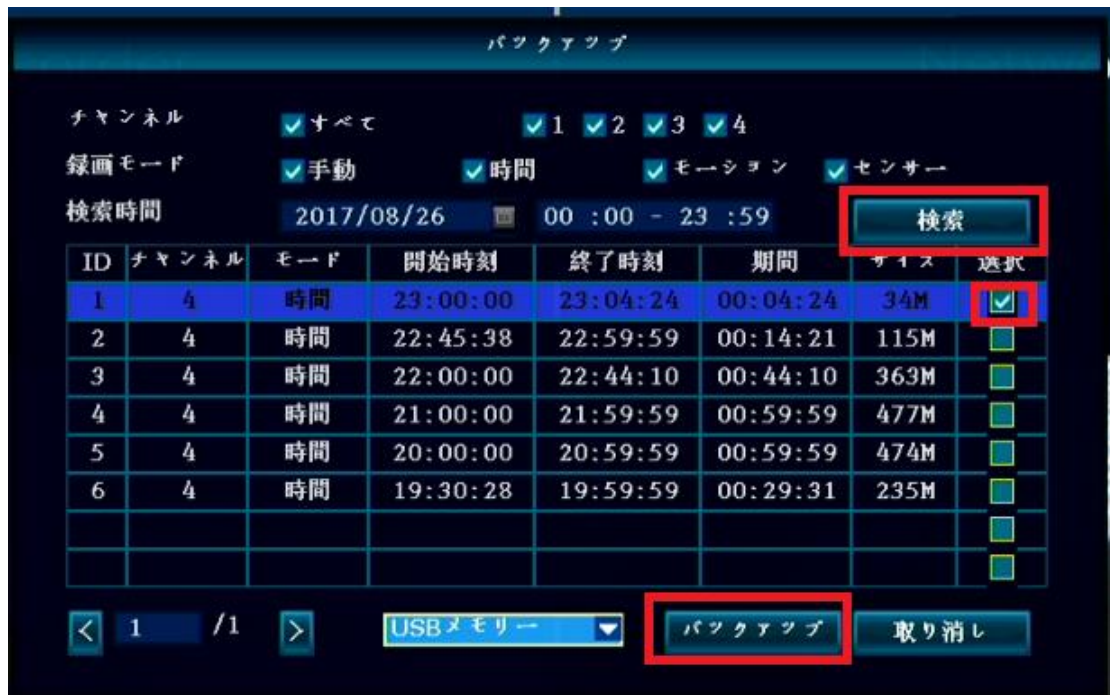 バックアップ
チャンネル すべて 1 2 3 4
録画モード 手動 時間 モーション センサー
検索時間 2017/08/26 00 :00 - 23 :59 検索
ID チャンネル モード 開始時刻 終了時刻 期間 サイズ 選択
1 4 時間 23:00:00 23:04:24 00:04:24 34M
2 4 時間 22:45:38 22:59:59 00:14:21 115M
3 4 時間 22:00:00 22:44:10 00:44:10 363M
4 4 時間 21:00:00 21:59:59 00:59:59 477M
5 4 時間 20:00:00 20:59:59 00:59:59 474M
6 4 時間 19:30:28 19:59:59 00:29:31 235M
< 1 /1 > USBメモリー バックアップ 取り消し